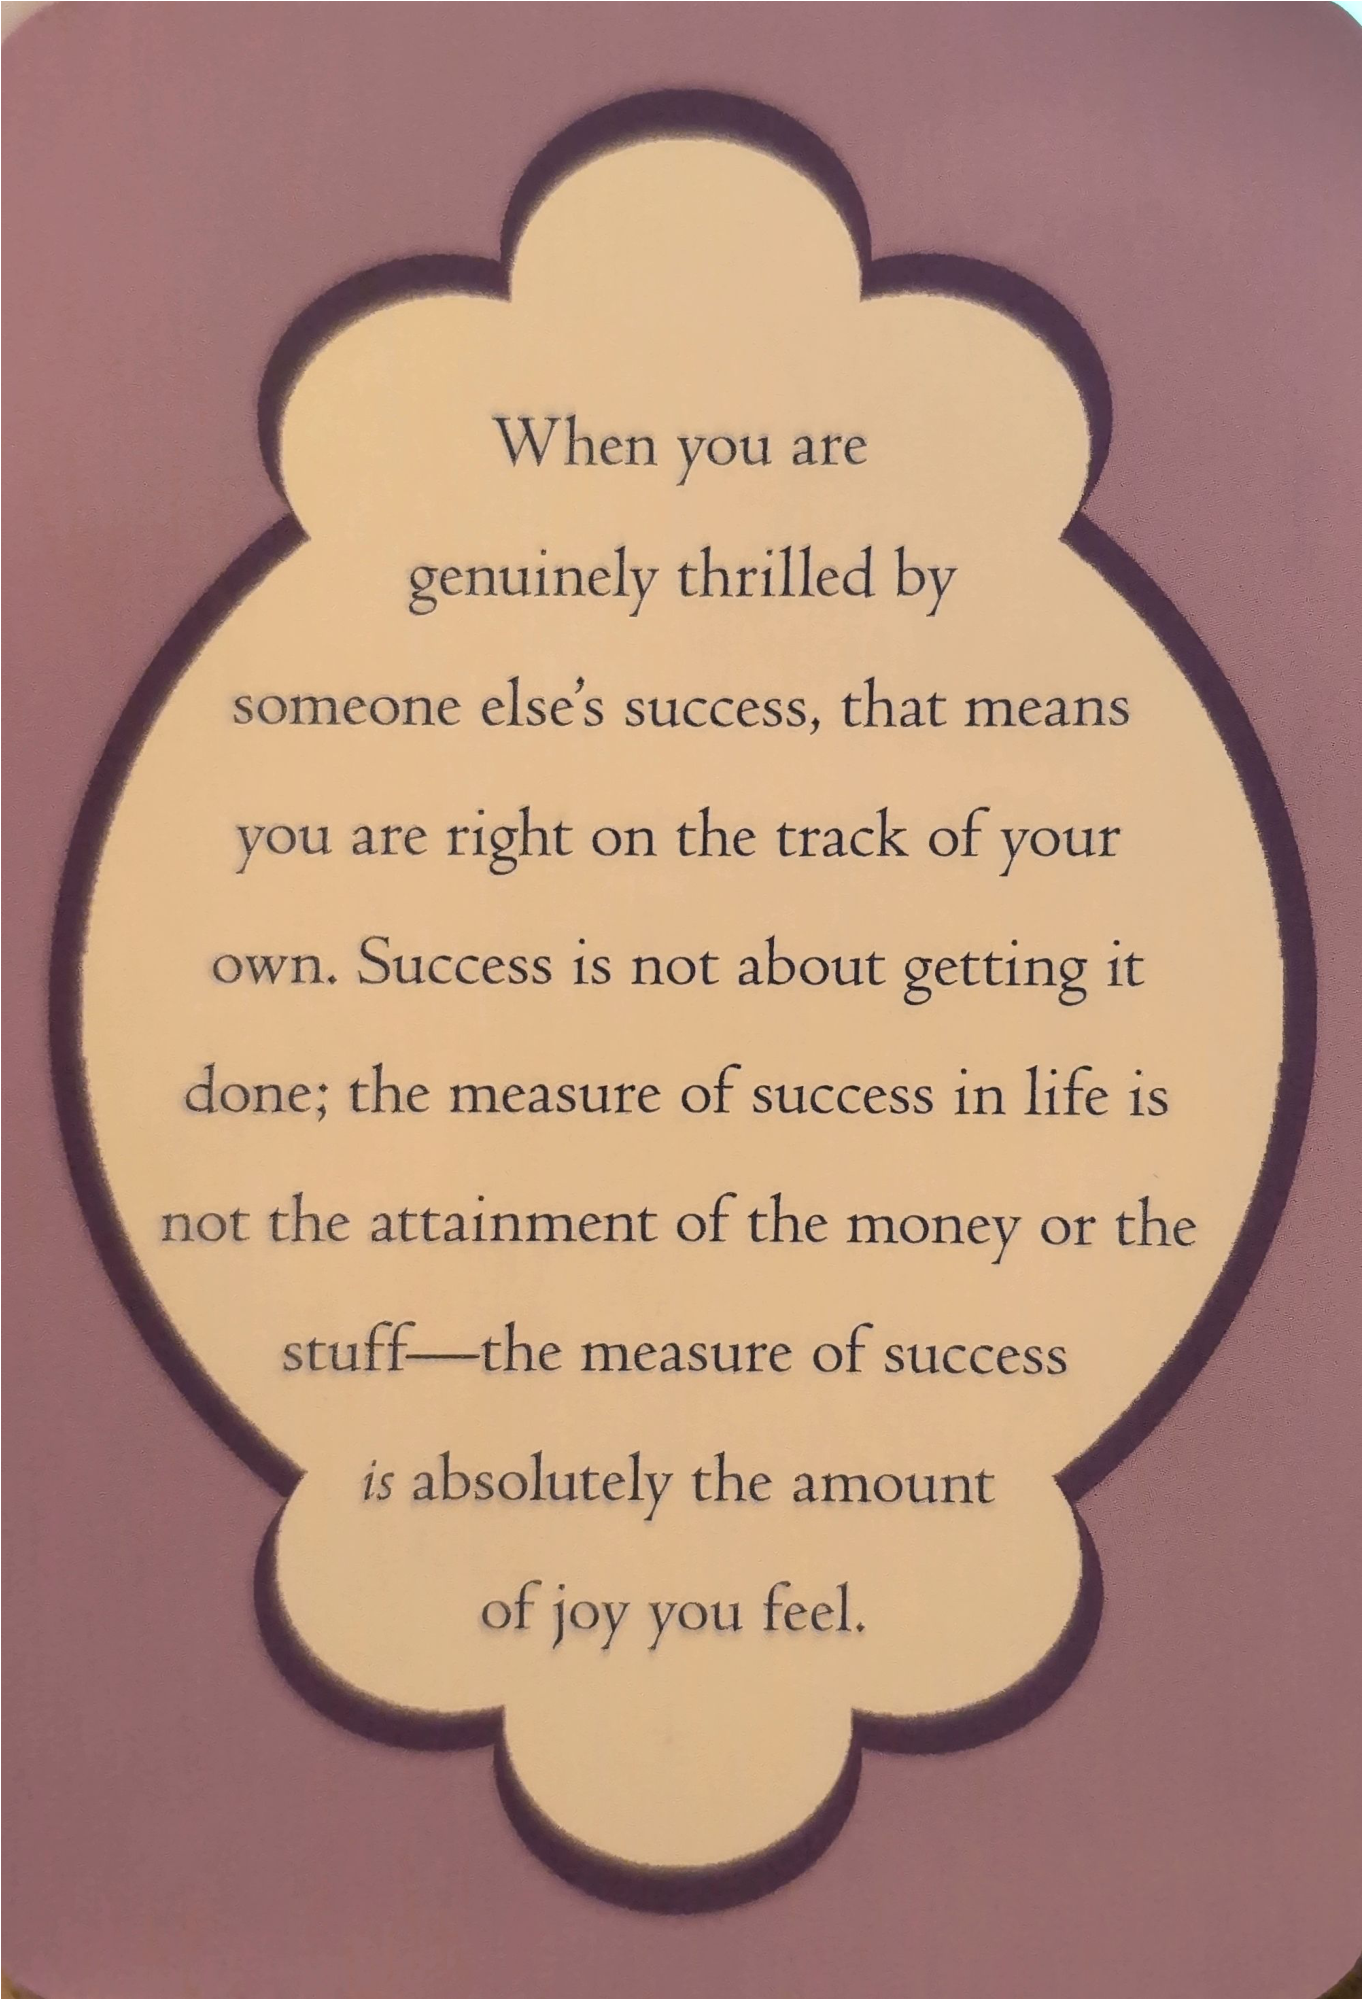 When you are
genuinely thrilled by
someone else’s success, that means
you are right on the track of your
own. Success is not about getting it
done; the measure of success in life is
not the attainment of the money or the
stuff—the measure of success
is absolutely the amount
of joy you feel.